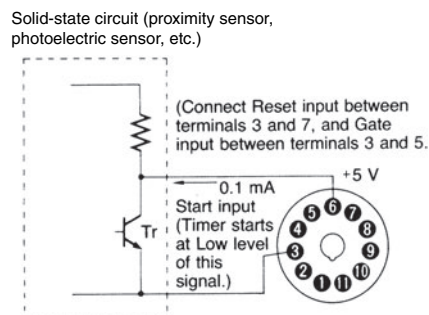 Solid-state circuit (proximity sensor,
photoelectric sensor, etc.)
(Connect Reset input between
terminals 3 and 7, and Gate
input between terminals 3 and 5.
+5 V
0.1 mA
Start input
(Timer starts
at Low level
of this
signal.)
Tr
5 6 7
4 8
3 9
2 10
1 11